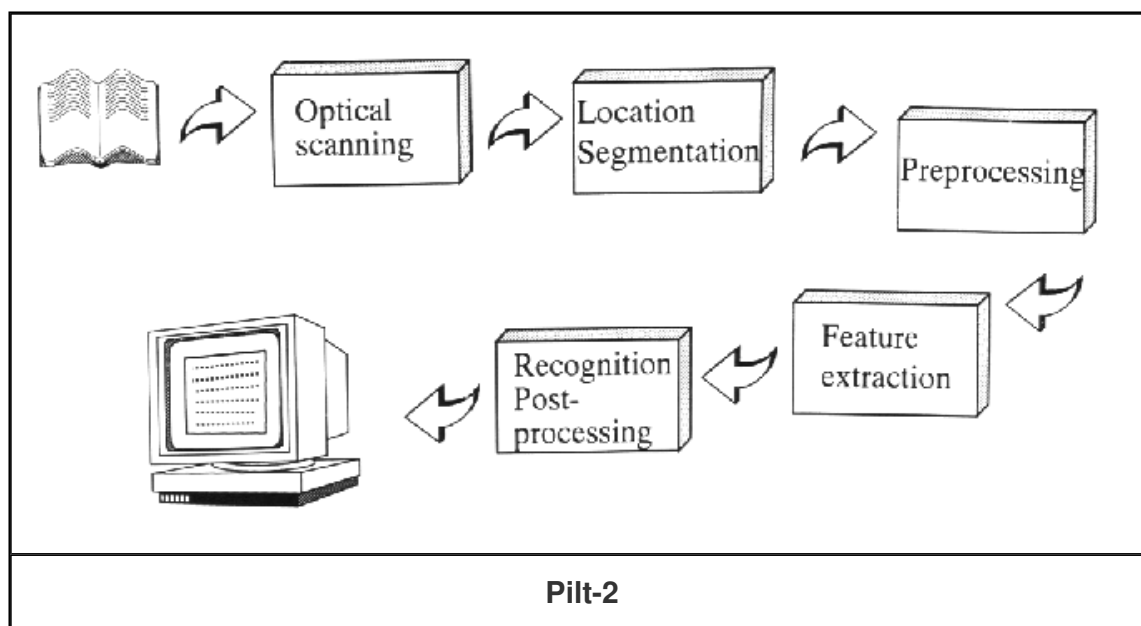 Optical
scanning
Location
Segmentation
Preprocessing
Feature
extraction
Recognition
Post-
processing
Pilt-2